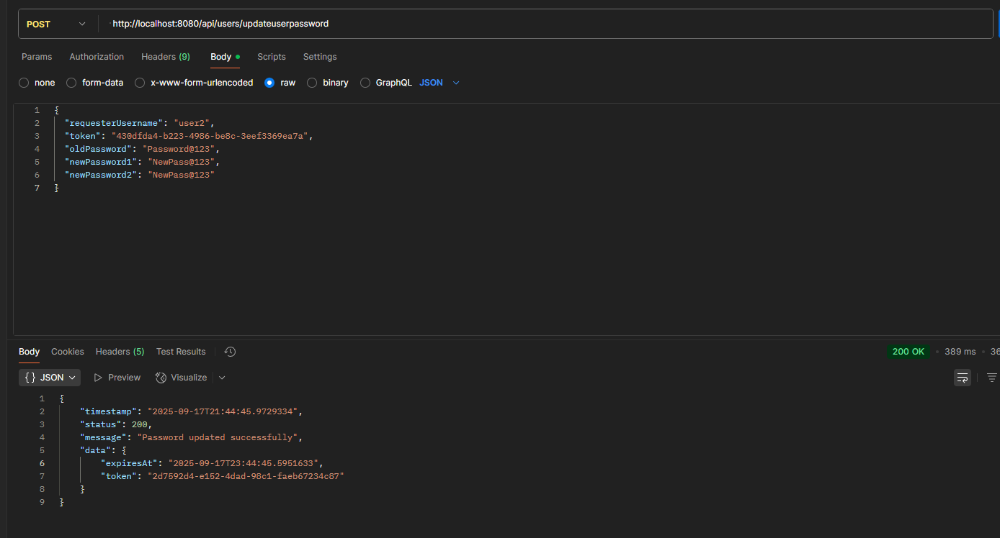 POST http://localhost:8080/api/users/updateuserpassword
Params Authorization Headers (9) Body Scripts Settings
none form-data x-www-form-urlencoded raw binary GraphQL JSON
1 {
2 "requesterUsername": "user2",
3 "token": "430dfda4-b223-4986-be8c-3eef3369ea7a",
4 "oldPassword": "Password@123",
5 "newPassword1": "NewPass@123",
6 "newPassword2": "NewPass@123"
7 }
Body Cookies Headers (5) Test Results 200 OK • 389 ms • 36
{} JSON Preview Visualize
1 {
2 "timestamp": "2025-09-17T21:44:45.9729334",
3 "status": 200,
4 "message": "Password updated successfully",
5 "data": {
6 "expiresAt": "2025-09-17T23:44:45.5951633",
7 "token": "2d7592d4-e152-4dad-98c1-faeb67234c87"
8 }
9 }